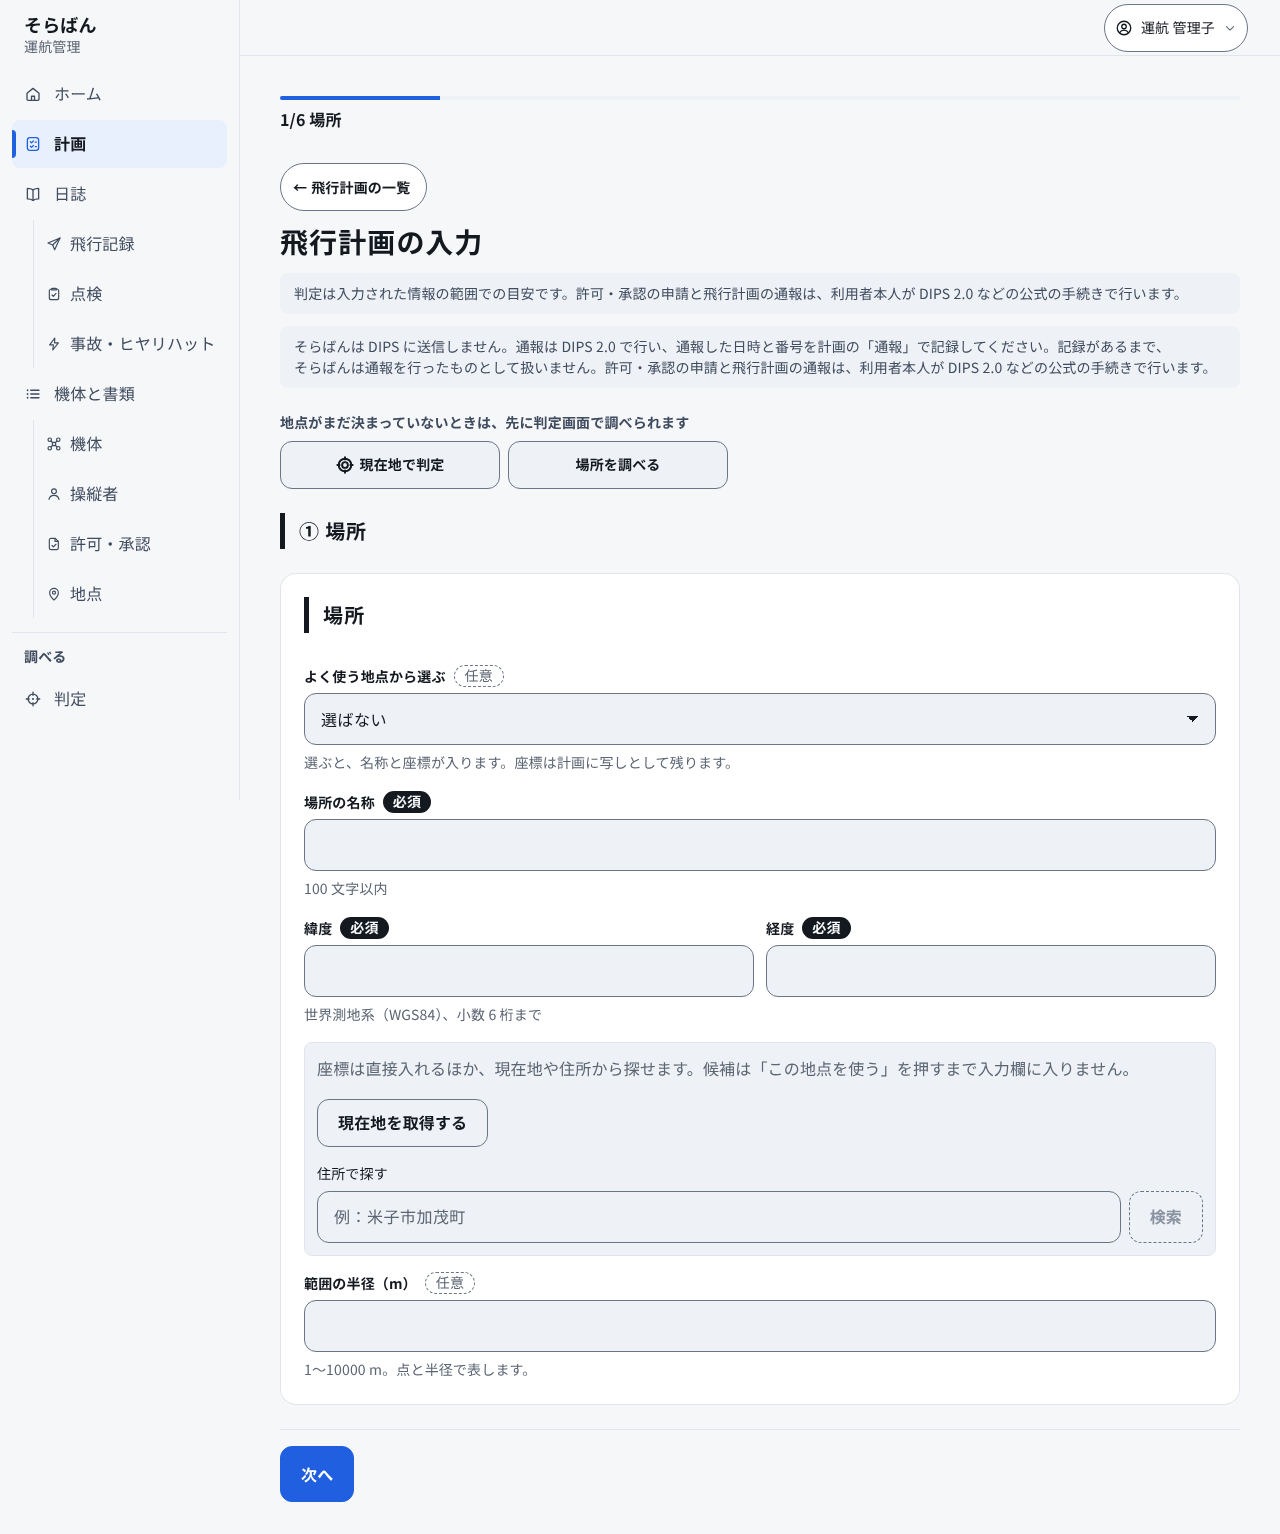 そらばん
運航管理
ホーム
計画
日誌
飛行記録
点検
事故・ヒヤリハット
機体と書類
機体
操縦者
許可・承認
地点
調べる
判定
運航 管理子
1/6 場所
← 飛行計画の一覧
飛行計画の入力
判定は入力された情報の範囲での目安です。許可・承認の申請と飛行計画の通報は、利用者本人が DIPS 2.0 などの公式の手続きで行います。
そらばんは DIPS に送信しません。通報は DIPS 2.0 で行い、通報した日時と番号を計画の「通報」で記録してください。記録があるまで、
そらばんは通報を行ったものとして扱いません。許可・承認の申請と飛行計画の通報は、利用者本人が DIPS 2.0 などの公式の手続きで行います。
地点がまだ決まっていないときは、先に判定画面で調べられます
現在地で判定
場所を調べる
① 場所
場所
よく使う地点から選ぶ 任意
選ばない
選ぶと、名称と座標が入ります。座標は計画に写しとして残ります。
場所の名称 必須
100 文字以内
緯度 必須
経度 必須
世界測地系（WGS84）、小数 6 桁まで
座標は直接入れるほか、現在地や住所から探せます。候補は「この地点を使う」を押すまで入力欄に入りません。
現在地を取得する
住所で探す
例：米子市加茂町
検索
範囲の半径（m） 任意
1〜10000 m。点と半径で表します。
次へ